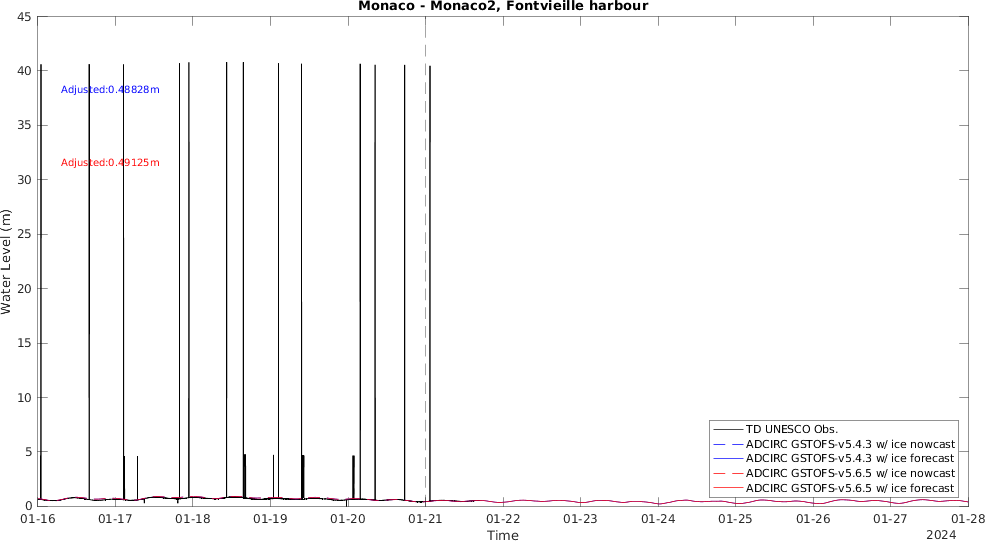 Monaco - Monaco2, Fontvieille harbour
45
40
35
30
25
20
15
10
5
0
Water Level (m)
Adjusted:0.48828m
Adjusted:0.49125m
TD UNESCO Obs.
ADCIRC GSTOFS-v5.4.3 w/ ice nowcast
ADCIRC GSTOFS-v5.4.3 w/ ice forecast
ADCIRC GSTOFS-v5.6.5 w/ ice nowcast
ADCIRC GSTOFS-v5.6.5 w/ ice forecast
01-16 01-17 01-18 01-19 01-20 01-21 01-22 01-23 01-24 01-25 01-26 01-27 01-28
Time
2024